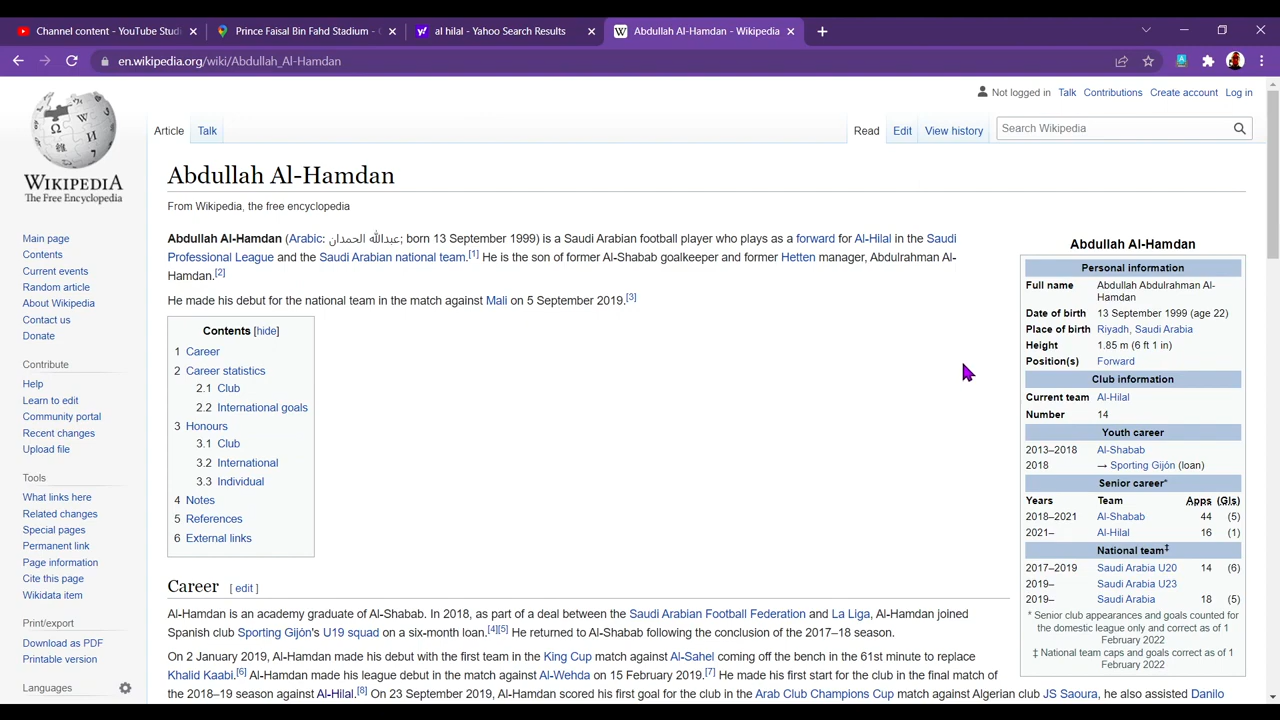 Channel content - YouTube Studi
Prince Faisal Bin Fahd Stadium -
al hilal - Yahoo Search Results
Abdullah Al-Hamdan - Wikipedia
en.wikipedia.org/wiki/Abdullah_Al-Hamdan
Not logged in Talk Contributions Create account Log in
Article Talk
Read Edit View history
Search Wikipedia
WIKIPEDIA
The Free Encyclopedia
Main page
Contents
Current events
Random article
About Wikipedia
Contact us
Donate
Contribute
Help
Learn to edit
Community portal
Recent changes
Upload file
Tools
What links here
Related changes
Special pages
Permanent link
Page information
Cite this page
Wikidata item
Print/export
Download as PDF
Printable version
Languages
Abdullah Al-Hamdan
From Wikipedia, the free encyclopedia
Abdullah Al-Hamdan (Arabic: عبدالله الحمدان; born 13 September 1999) is a Saudi Arabian football player who plays as a forward for Al-Hilal in the Saudi
Professional League and the Saudi Arabian national team.[1] He is the son of former Al-Shabab goalkeeper and former Hetten manager, Abdulrahman Al-
Hamdan.[2]
He made his debut for the national team in the match against Mali on 5 September 2019.[3]
Contents [hide]
1 Career
2 Career statistics
2.1 Club
2.2 International goals
3 Honours
3.1 Club
3.2 International
3.3 Individual
4 Notes
5 References
6 External links
Career [ edit ]
Al-Hamdan is an academy graduate of Al-Shabab. In 2018, as part of a deal between the Saudi Arabian Football Federation and La Liga, Al-Hamdan joined
Spanish club Sporting Gijón's U19 squad on a six-month loan.[4][5] He returned to Al-Shabab following the conclusion of the 2017–18 season.
On 2 January 2019, Al-Hamdan made his debut with the first team in the King Cup match against Al-Sahel coming off the bench in the 61st minute to replace
Khalid Kaabi.[6] Al-Hamdan made his league debut in the match against Al-Wehda on 15 February 2019.[7] He made his first start for the club in the final match
of the 2018–19 season against Al-Hilal.[8] On 23 September 2019, Al-Hamdan scored his first goal for the club in the Arab Club Champions Cup match against Algerian club JS Saoura, he also assisted Danilo
Abdullah Al-Hamdan
Personal information
Full name Abdullah Abdulrahman Al-
Hamdan
Date of birth 13 September 1999 (age 22)
Place of birth Riyadh, Saudi Arabia
Height 1.85 m (6 ft 1 in)
Position(s) Forward
Club information
Current team Al-Hilal
Number 14
Youth career
2013–2018 Al-Shabab
2018 → Sporting Gijón (loan)
Senior career*
Years Team Apps (Gls)
2018–2021 Al-Shabab 44 (5)
2021– Al-Hilal 16 (1)
National team‡
2017–2019 Saudi Arabia U20 14 (6)
2019– Saudi Arabia U23
2019– Saudi Arabia 18 (5)
* Senior club appearances and goals counted for
the domestic league only and correct as of 1
February 2022
‡ National team caps and goals correct as of 1
February 2022